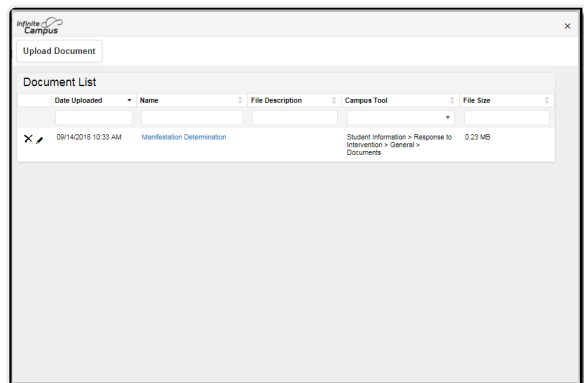 Infinite
Campus
×
Upload Document
Document List
Date Uploaded Name File Description Campus Tool File Size
09/14/2018 10:33 AM Manifestation Determination Student Information > Response to 0.23 MB
Intervention > General >
Documents